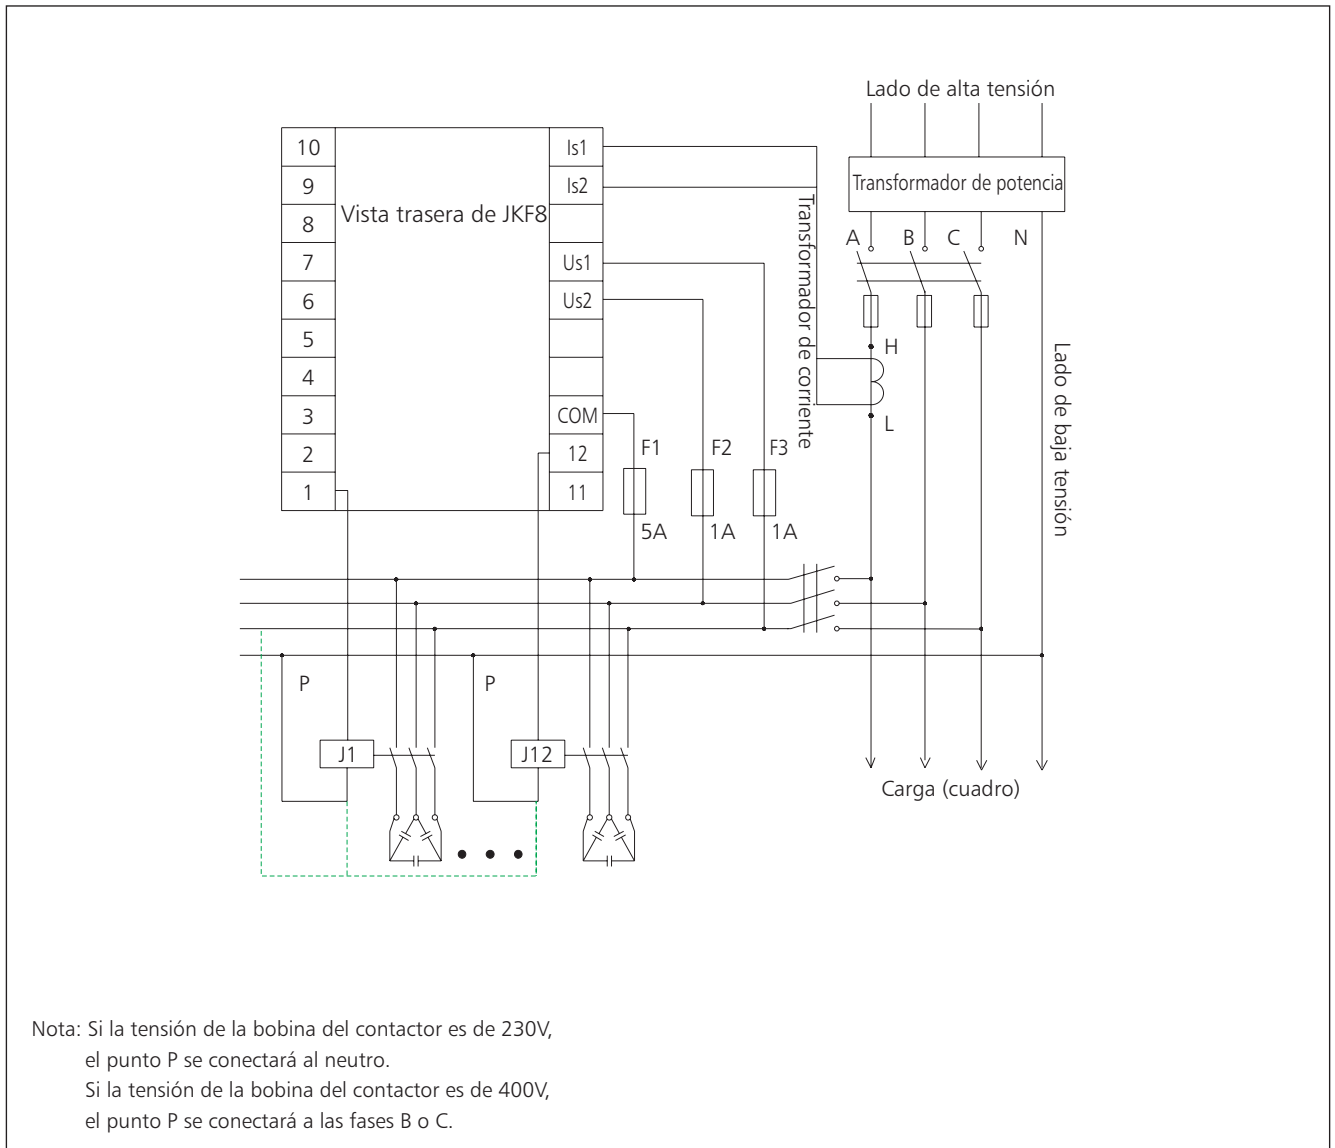 Lado de alta tensión
10
Is1
9
Is2
Transformador de potencia
8
Vista trasera de JKF8
7
Us1
A
B
C
N
6
Us2
Transformador de corriente
5
4
H
Lado de baja tensión
3
COM
L
2
12
F1
F2
F3
1
11
5A
1A
1A
P
P
J1
J12
Carga (cuadro)
Nota: Si la tensión de la bobina del contactor es de 230V,
el punto P se conectará al neutro.
Si la tensión de la bobina del contactor es de 400V,
el punto P se conectará a las fases B o C.